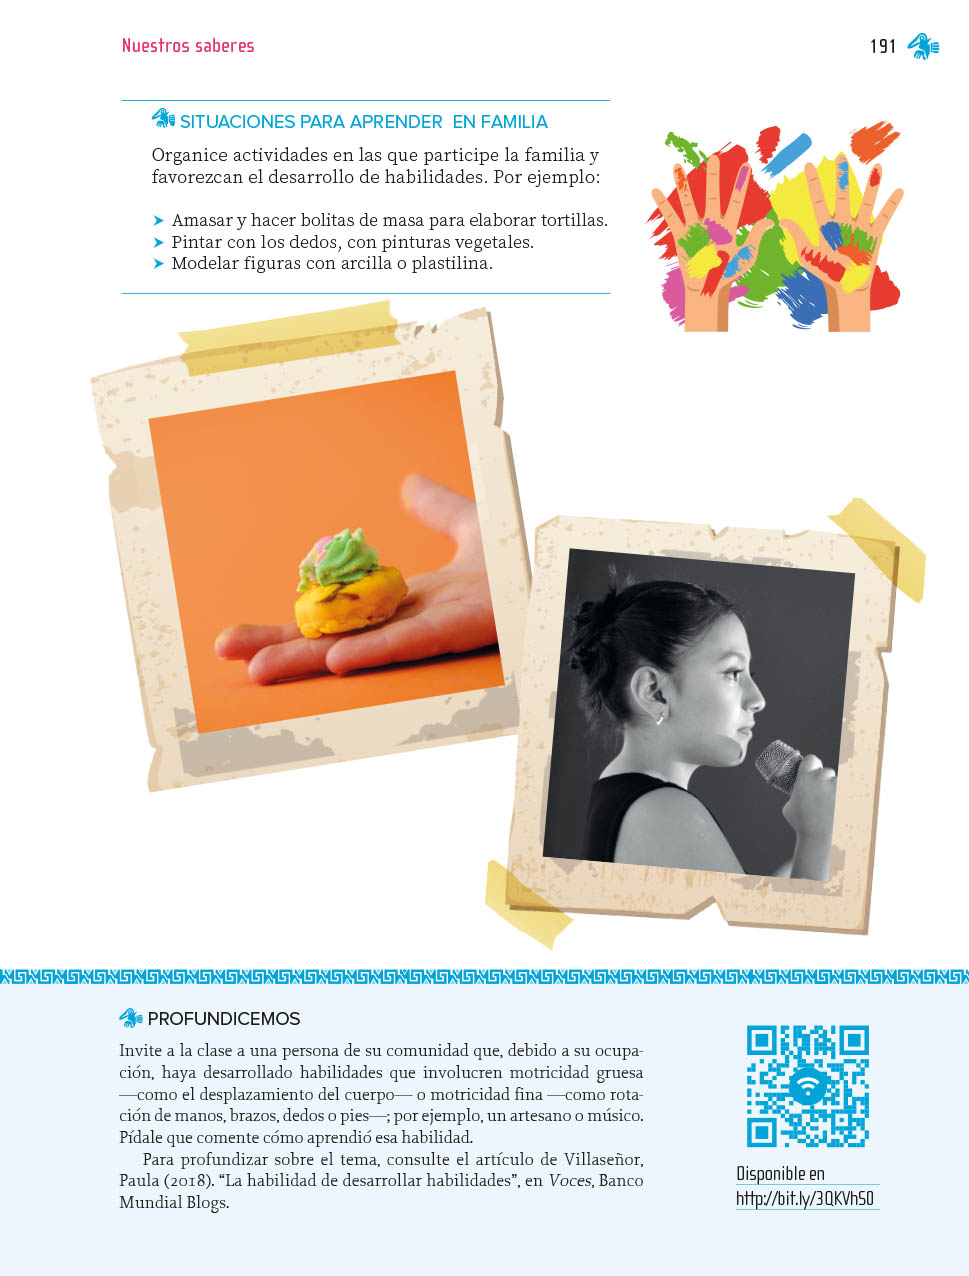 Nuestros saberes
191
SITUACIONES PARA APRENDER EN FAMILIA
Organice actividades en las que participe la familia y
favorezcan el desarrollo de habilidades. Por ejemplo:
➤ Amasar y hacer bolitas de masa para elaborar tortillas.
➤ Pintar con los dedos, con pinturas vegetales.
➤ Modelar figuras con arcilla o plastilina.
PROFUNDICEMOS
Invite a la clase a una persona de su comunidad que, debido a su ocupa-
ción, haya desarrollado habilidades que involucren motricidad gruesa
—como el desplazamiento del cuerpo— o motricidad fina —como rota-
ción de manos, brazos, dedos o pies—; por ejemplo, un artesano o músico.
Pídale que comente cómo aprendió esa habilidad.
Para profundizar sobre el tema, consulte el artículo de Villaseñor,
Paula (2018). “La habilidad de desarrollar habilidades”, en Voces, Banco
Mundial Blogs.
Disponible en
http://bit.ly/3QKVhSO